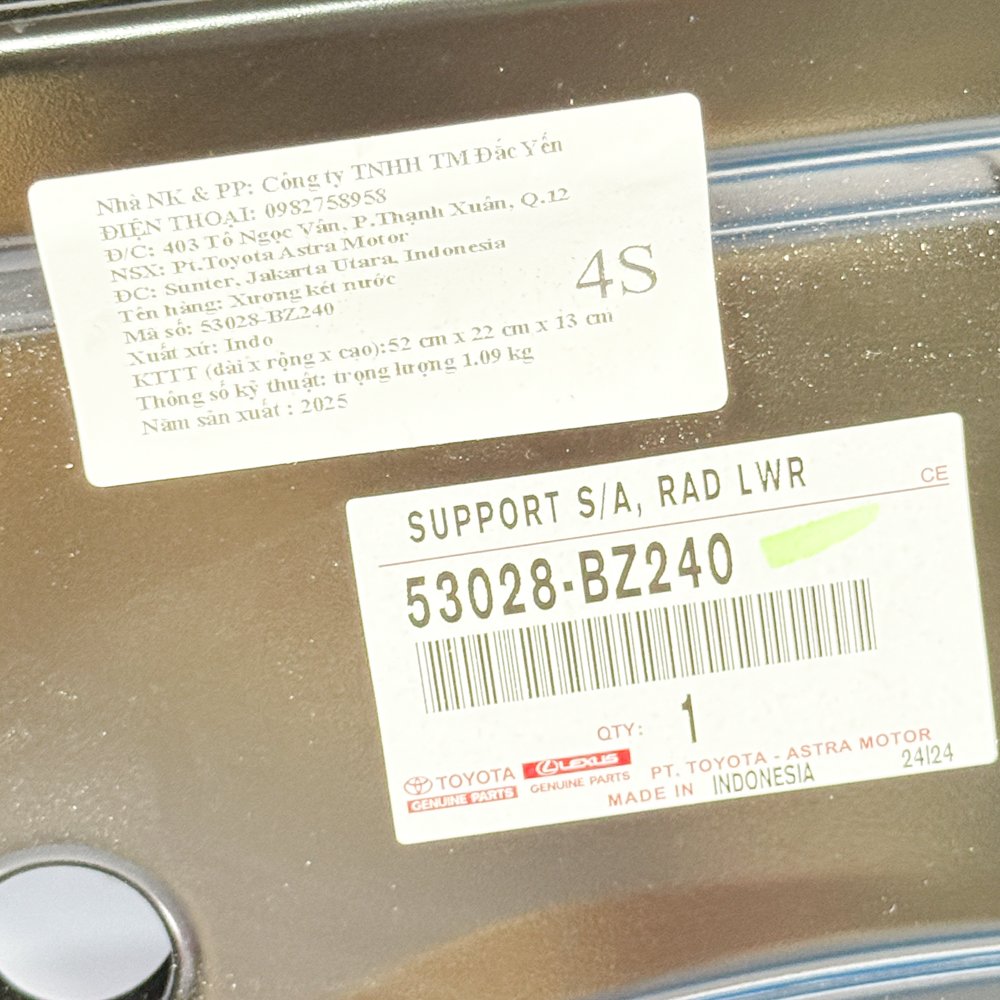 Nhà NK & PP: Công ty TNHH TM Đắc Yến
ĐIỆN THOẠI: 0982758958
Đ/C: 403 Tô Ngọc Vân, P.Thạnh Xuân, Q.12
NSX: Pt.Toyota Astra Motor
ĐC: Sunter, Jakarta Utara, Indonesia
Tên hàng: Xương két nước
Mã số: 53028-BZ240
Xuất xứ: Indo
KTTT (dài x rộng x cao):52 cm x 22 cm x 13 cm
Thông số kỹ thuật: trọng lượng 1.09 kg
Năm sản xuất : 2025
4S
SUPPORT S/A, RAD LWR
CE
53028-BZ240
QTY: 1
TOYOTA
GENUINE PARTS
LEXUS
GENUINE PARTS
PT. TOYOTA - ASTRA MOTOR
MADE IN INDONESIA 24|24